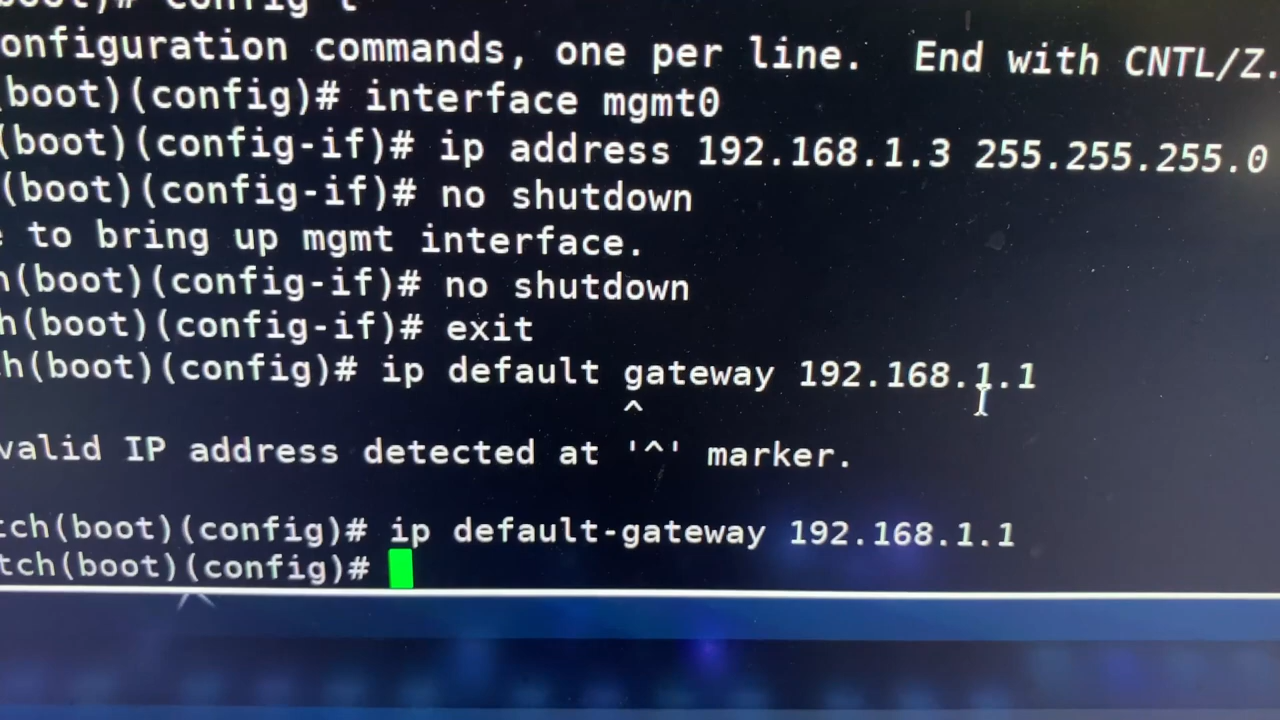 config t
onfiguration commands, one per line.  End with CNTL/Z.
(boot)(config)# interface mgmt0
(boot)(config-if)# ip address 192.168.1.3 255.255.255.0
(boot)(config-if)# no shutdown
e to bring up mgmt interface.
h(boot)(config-if)# no shutdown
h(boot)(config-if)# exit
ch(boot)(config)# ip default gateway 192.168.1.1
^
valid IP address detected at '^' marker.
tch(boot)(config)# ip default-gateway 192.168.1.1
tch(boot)(config)#